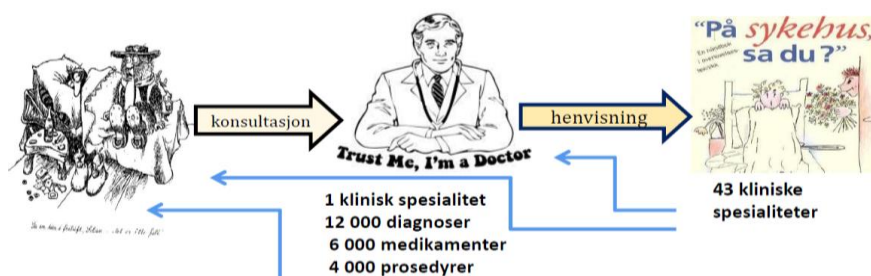 "På sykehus,
sa du?"
konsultasjon
henvisning
Trust Me, I'm a Doctor
1 klinisk spesialitet
12 000 diagnoser
6 000 medikamenter
4 000 prosedyrer
43 kliniske
spesialiteter